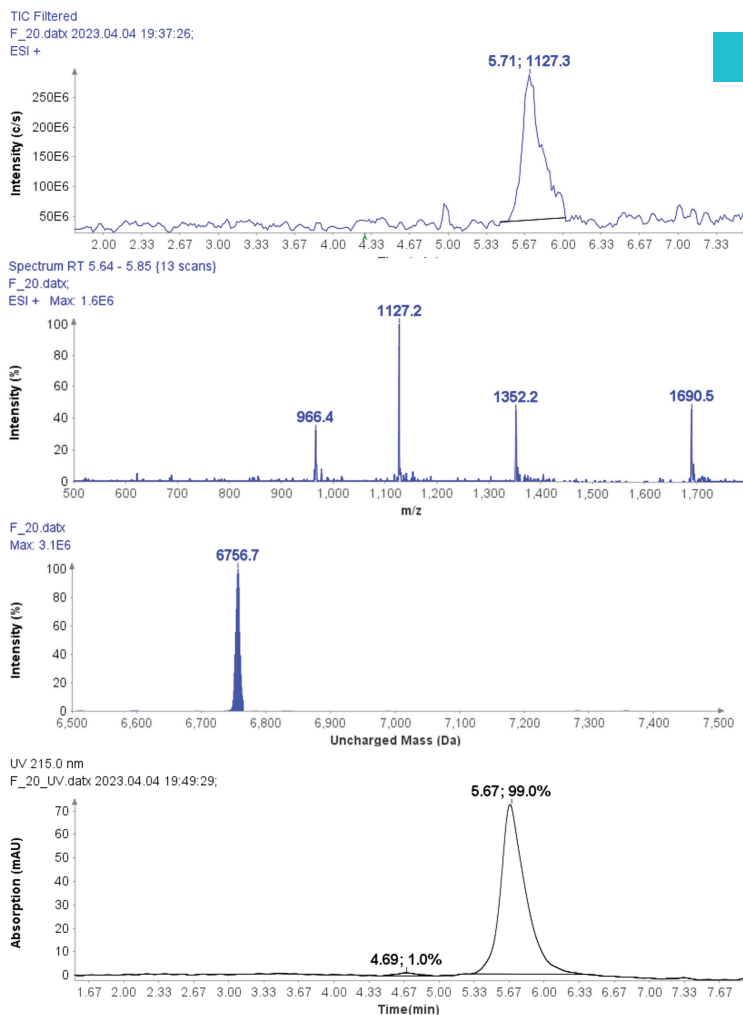 TIC Filtered
F_20.datx 2023.04.04 19:37:26;
ESI +
5.71; 1127.3
Intensity (c/s)
250E6
200E6
150E6
100E6
50E6
2.00 2.33 2.67 3.00 3.33 3.67 4.00 4.33 4.67 5.00 5.33 5.67 6.00 6.33 6.67 7.00 7.33
Spectrum RT 5.64 - 5.85 {13 scans}
F_20.datx;
ESI + Max: 1.6E6
1127.2
1352.2
1690.5
966.4
Intensity (%)
100
80
60
40
20
0
500 600 700 800 900 1,000 1,100 1,200 1,300 1,400 1,500 1,600 1,700
m/z
F_20.datx
Max: 3.1E6
6756.7
Intensity (%)
100
80
60
40
20
0
6,500 6,600 6,700 6,800 6,900 7,000 7,100 7,200 7,300 7,400 7,500
Uncharged Mass (Da)
UV 215.0 nm
F_20_UV.datx 2023.04.04 19:49:29;
5.67; 99.0%
4.69; 1.0%
Absorption (mAU)
70
60
50
40
30
20
10
0
1.67 2.00 2.33 2.67 3.00 3.33 3.67 4.00 4.33 4.67 5.00 5.33 5.67 6.00 6.33 6.67 7.00 7.33 7.67
Time(min)